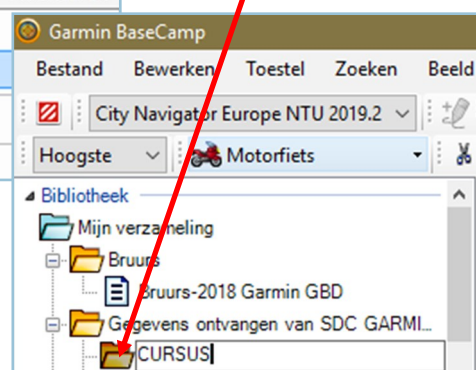 Garmin BaseCamp
Bestand Bewerken Toestel Zoeken Beeld
City Navigator Europe NTU 2019.2
Hoogste Motorfiets
Bibliotheek
Mijn verzameling
Bruurs
Bruurs-2018 Garmin GBD
Gegevens ontvangen van SDC GARMI...
CURSUS